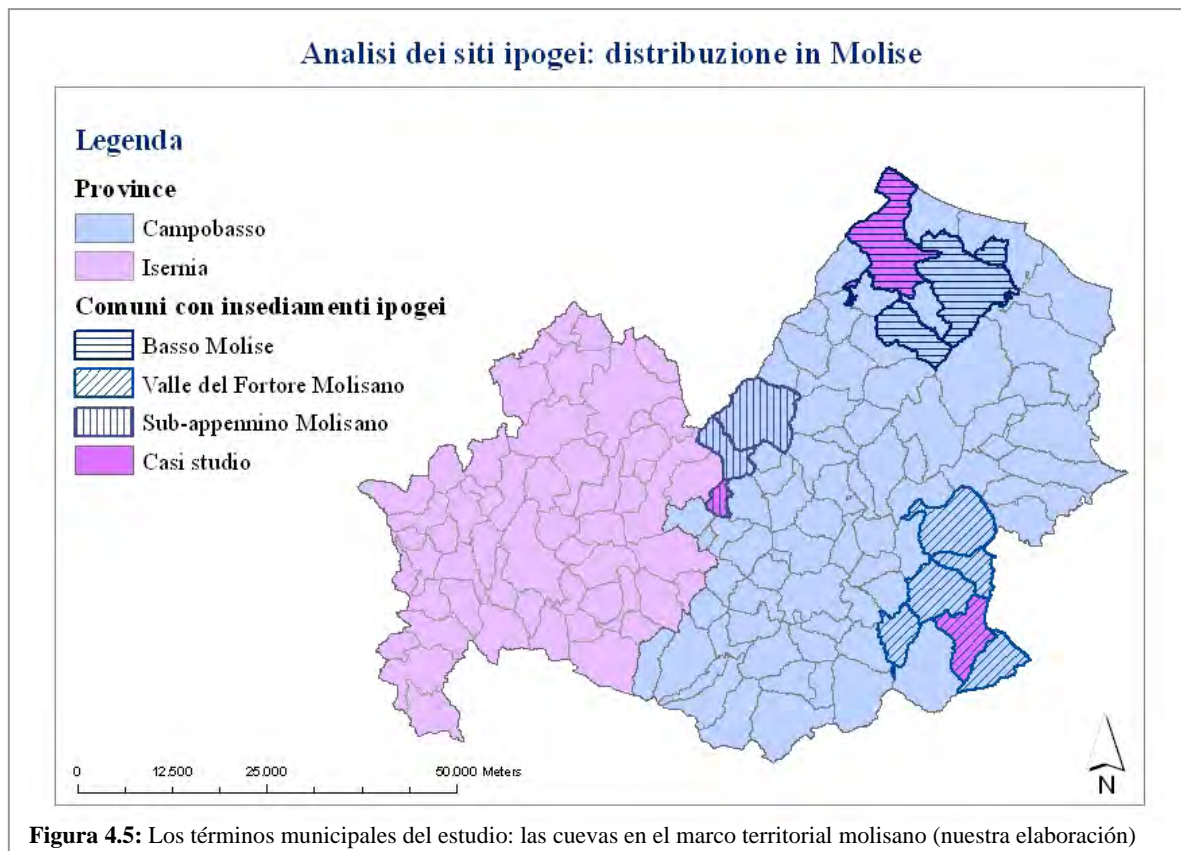 Analisi dei siti ipogei: distribuzione in Molise
Legenda
Province
Campobasso
Isernia
Comuni con insediamenti ipogei
Basso Molise
Valle del Fortore Molisano
Sub-appennino Molisano
Casi studio
0 12.500 25.000 50.000 Meters
N
Figura 4.5: Los términos municipales del estudio: las cuevas en el marco territorial molisano (nuestra elaboración)